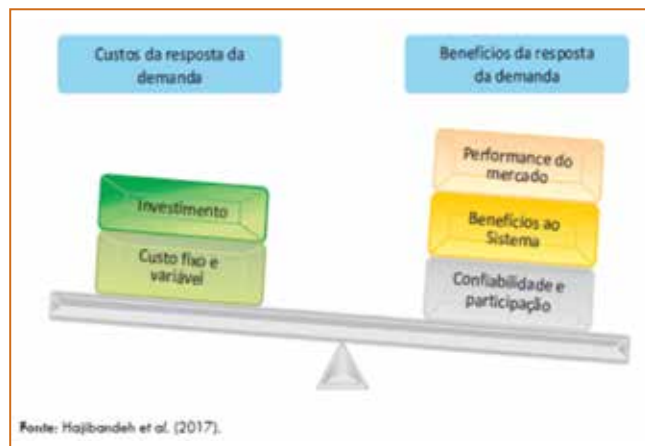 Custos da resposta da
demanda
Benefícios da resposta
da demanda
Performance do
mercado
Investimento
Benefícios ao
Sistema
Custo fixo e
variável
Confiabilidade e
participação
Fonte: Hajibandeh et al. (2017).